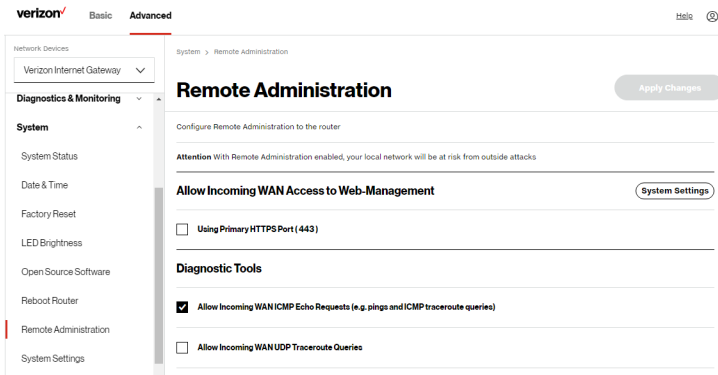 verizon
Basic
Advanced
Help
Network Devices
Verizon Internet Gateway
Diagnostics & Monitoring
System
System Status
Date & Time
Factory Reset
LED Brightness
Open Source Software
Reboot Router
Remote Administration
System Settings
System > Remote Administration
Remote Administration
Apply Changes
Configure Remote Administration to the router
Attention With Remote Administration enabled, your local network will be at risk from outside attacks
Allow Incoming WAN Access to Web-Management
System Settings
Using Primary HTTPS Port ( 443 )
Diagnostic Tools
Allow Incoming WAN ICMP Echo Requests (e.g. pings and ICMP traceroute queries)
Allow Incoming WAN UDP Traceroute Queries